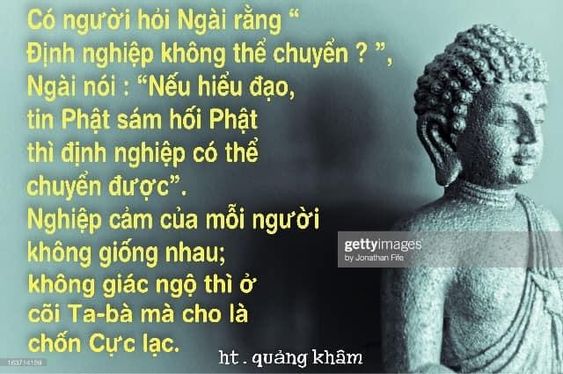 Có người hỏi Ngài rằng “
Định nghiệp không thể chuyển ? ”,
Ngài nói : “Nếu hiểu đạo,
tin Phật sám hối Phật
thì định nghiệp có thể
chuyển được”.
Nghiệp cảm của mỗi người
không giống nhau;
không giác ngộ thì ở
cõi Ta-bà mà cho là
chốn Cực lạc.
gettyimages
by Jonathan Fife
ht . quảng khâm